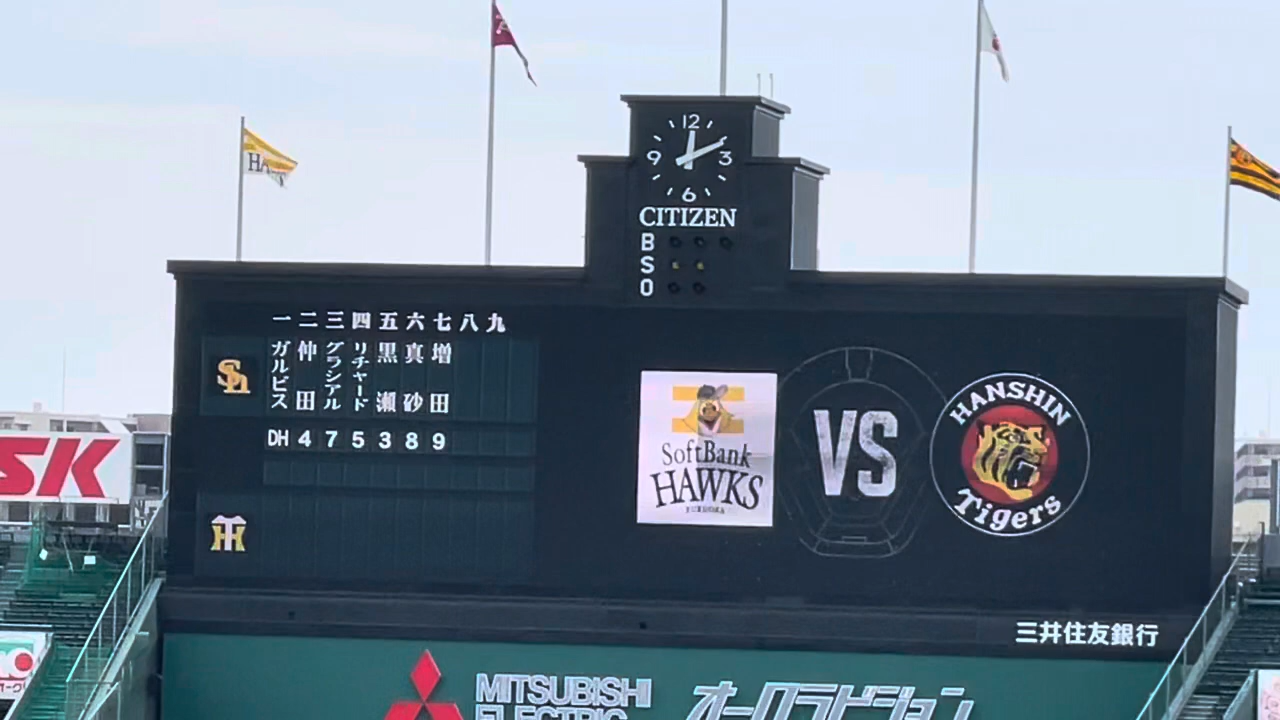 HA
12
9 3
6
CITIZEN
B
S
O
一 二 三 四 五 六 七 八 九
ガルビス 仲田 グラシアル リチャード 黒瀬 真砂 増田
DH 4 7 5 3 8 9
Sh
SoftBank
HAWKS
FUKUOKA
VS
HANSHIN
Tigers
SK
三井住友銀行
MITSUBISHI
ELECTRIC
オーロラビジョン